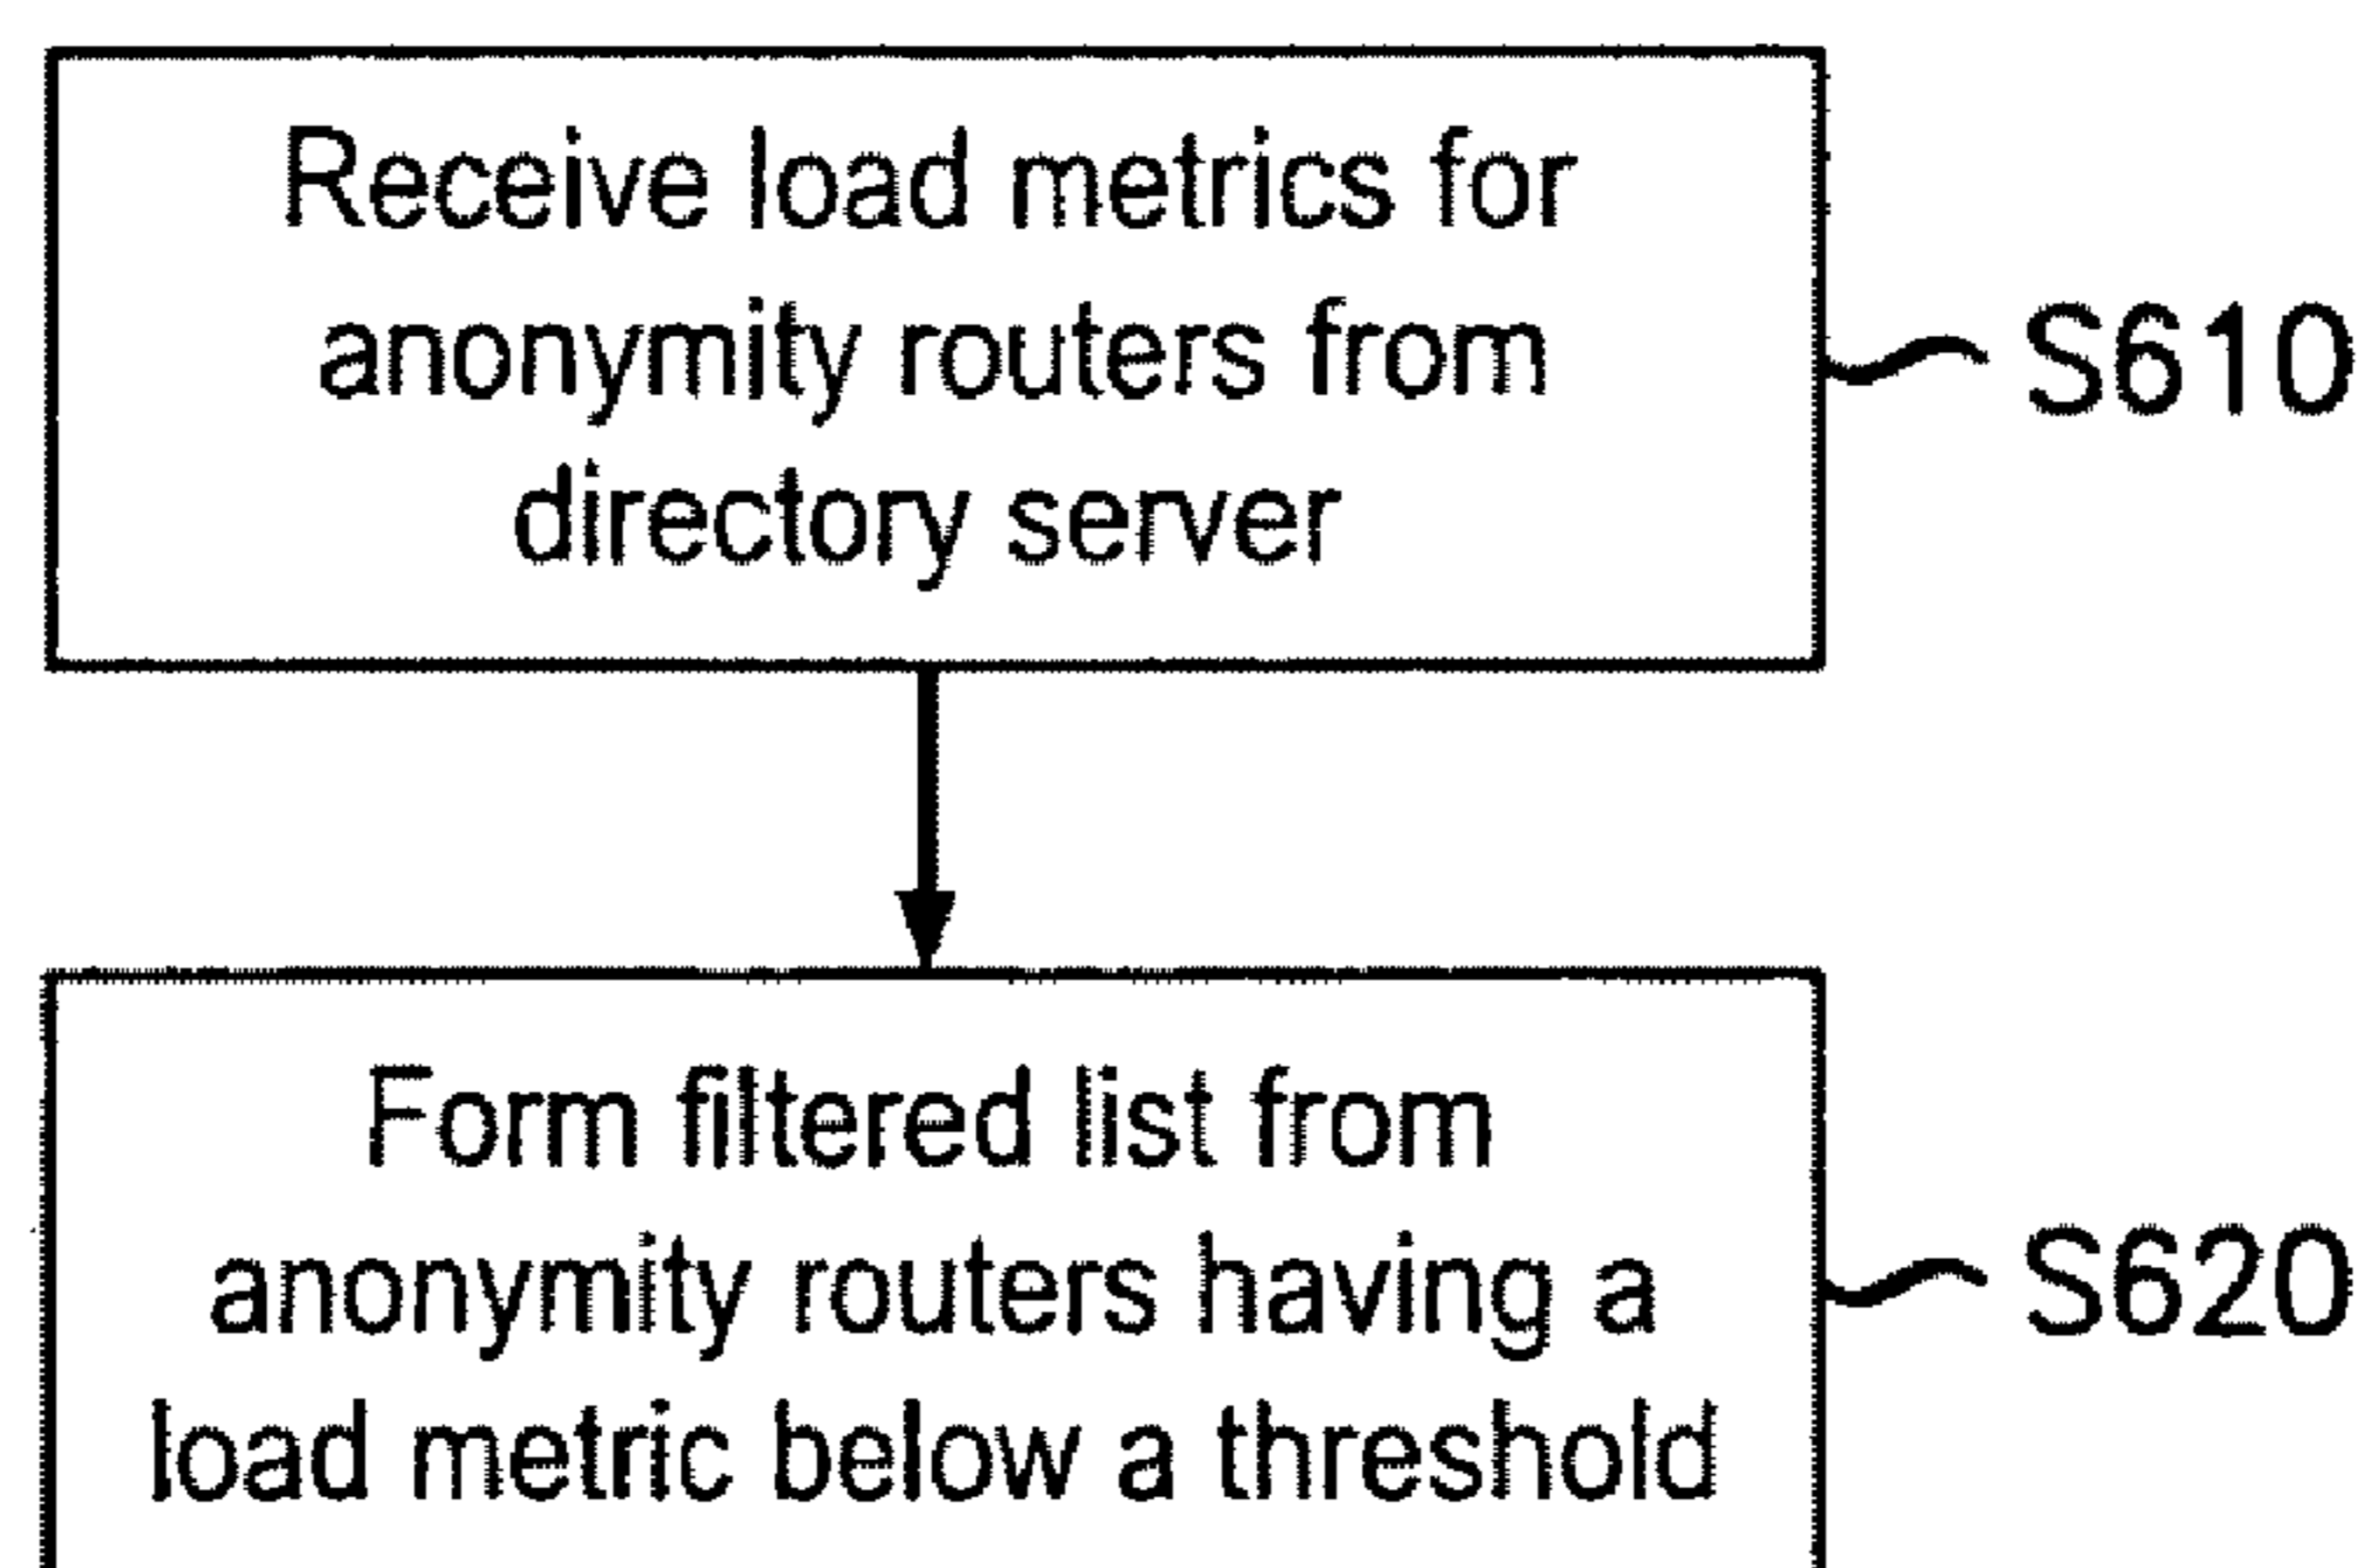 Receive load metrics for
anonymity routers from
directory server
S610
Form filtered list from
anonymity routers having a
load metric below a threshold
S620